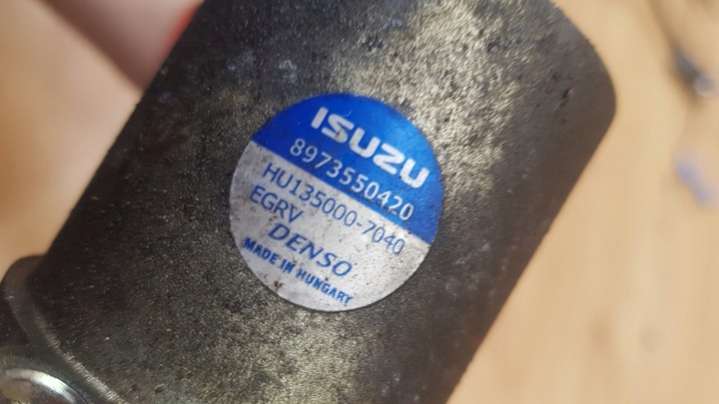 ISUZU
8973550420
HU135000-7040
EGRV
DENSO
MADE IN HUNGARY